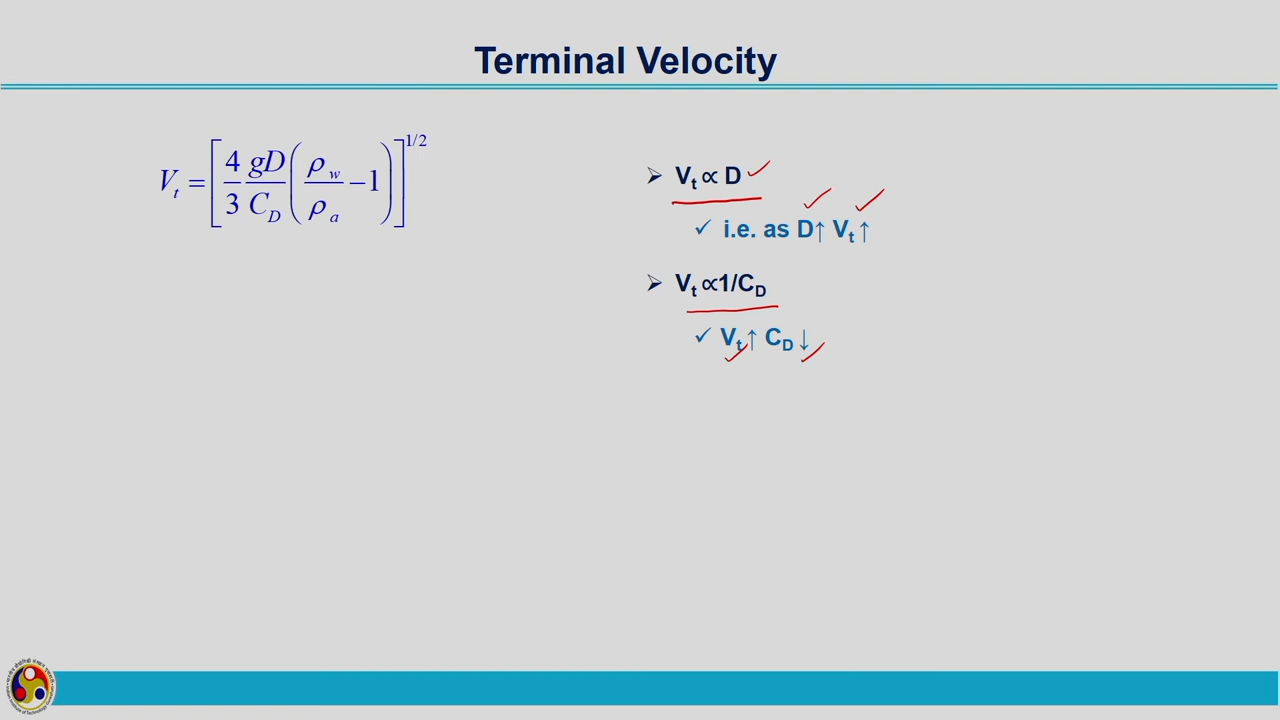 Terminal Velocity
V_t = [ 4/3 gD/C_D ( ρ_w/ρ_a − 1 ) ]^{1/2}
➢ V_t ∝ D
✓ i.e. as D↑ V_t ↑
➢ V_t ∝1/C_D
✓ V_t ↑ C_D ↓